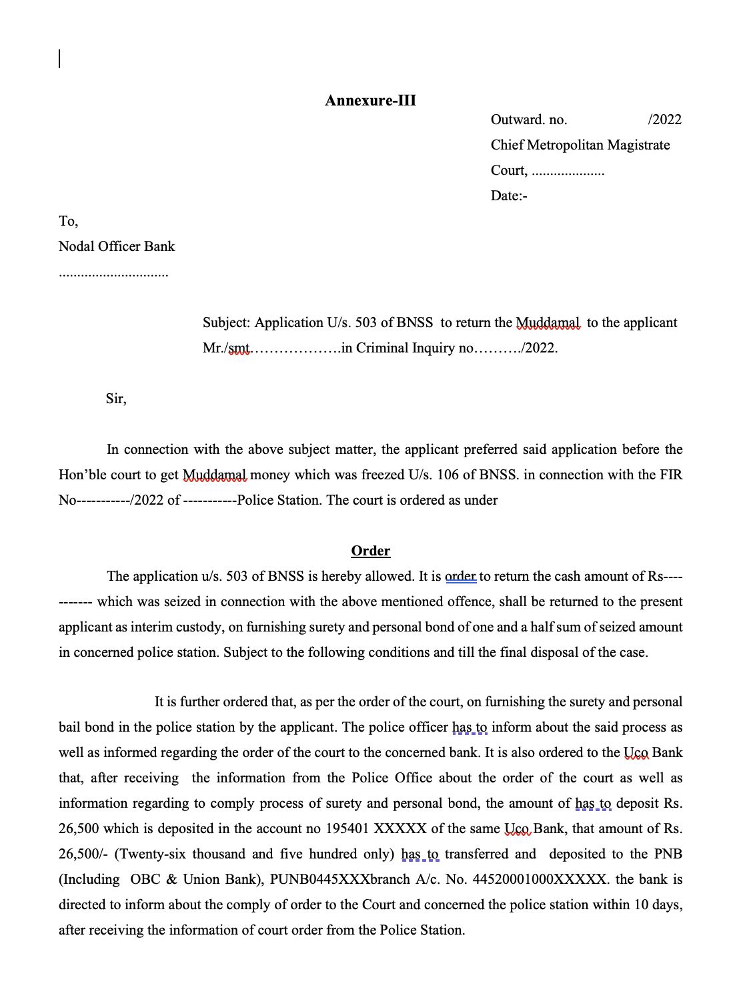 Annexure-III
Outward. no. /2022
Chief Metropolitan Magistrate
Court, ....................
Date:-
To,
Nodal Officer Bank
..............................
Subject: Application U/s. 503 of BNSS to return the Muddamal to the applicant
Mr./smt.………………..in Criminal Inquiry no………./2022.
Sir,
In connection with the above subject matter, the applicant preferred said application before the
Hon’ble court to get Muddamal money which was freezed U/s. 106 of BNSS. in connection with the FIR
No-----------/2022 of -----------Police Station. The court is ordered as under
Order
The application u/s. 503 of BNSS is hereby allowed. It is order to return the cash amount of Rs----
------- which was seized in connection with the above mentioned offence, shall be returned to the present
applicant as interim custody, on furnishing surety and personal bond of one and a half sum of seized amount
in concerned police station. Subject to the following conditions and till the final disposal of the case.
It is further ordered that, as per the order of the court, on furnishing the surety and personal
bail bond in the police station by the applicant. The police officer has to inform about the said process as
well as informed regarding the order of the court to the concerned bank. It is also ordered to the Uco Bank
that, after receiving the information from the Police Office about the order of the court as well as
information regarding to comply process of surety and personal bond, the amount of has to deposit Rs.
26,500 which is deposited in the account no 195401 XXXXX of the same Uco Bank, that amount of Rs.
26,500/- (Twenty-six thousand and five hundred only) has to transferred and deposited to the PNB
(Including OBC & Union Bank), PUNB0445XXXbranch A/c. No. 44520001000XXXXX. the bank is
directed to inform about the comply of order to the Court and concerned the police station within 10 days,
after receiving the information of court order from the Police Station.